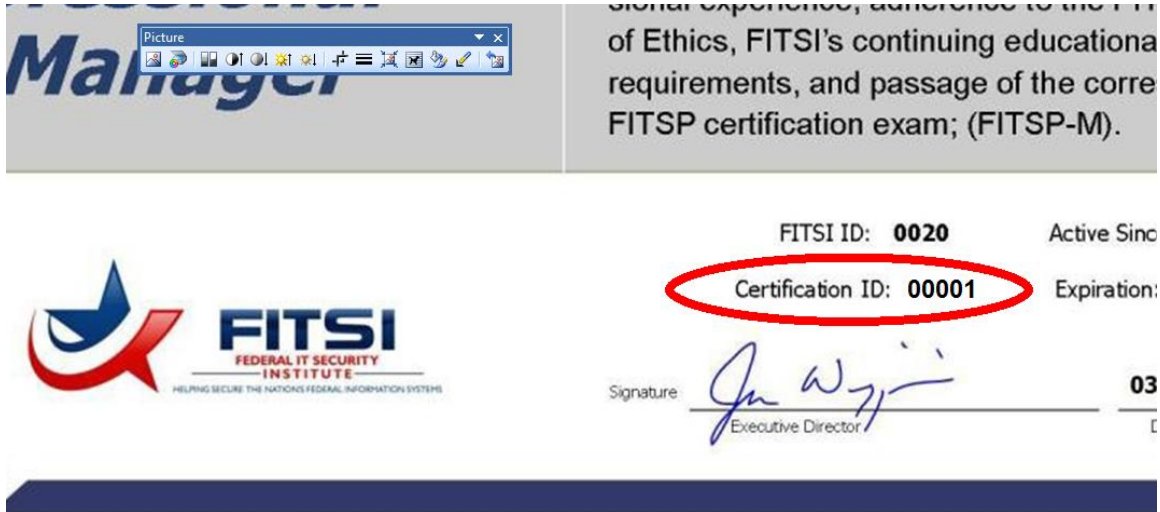 Manager
Picture
of Ethics, FITSI's continuing educationa
requirements, and passage of the corre
FITSP certification exam; (FITSP-M).
FITSI ID: 0020
Active Sinc
Certification ID: 00001
Expiration:
FITSI
FEDERAL IT SECURITY
INSTITUTE
HELPING SECURE THE NATION'S FEDERAL INFORMATION SYSTEMS
Signature
03
Executive Director